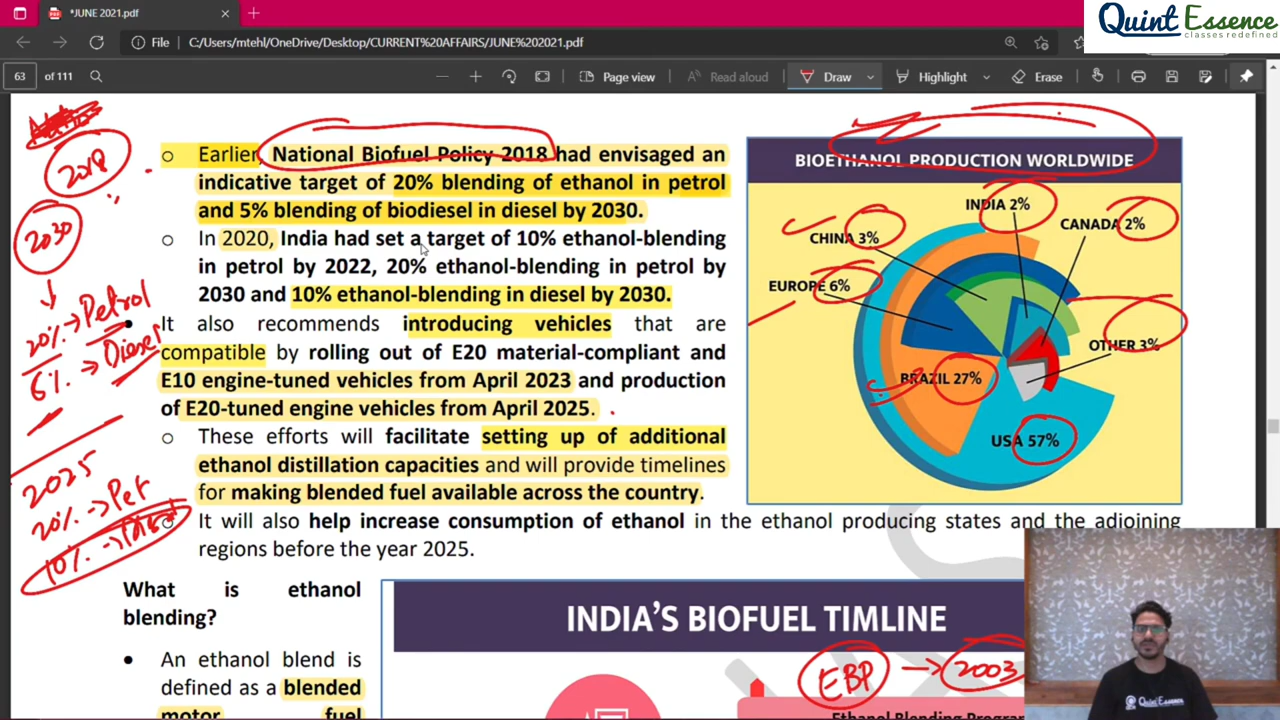 *JUNE 2021.pdf
File
C:/Users/mtehl/OneDrive/Desktop/CURRENT%20AFFAIRS/JUNE%202021.pdf
Quint Essence
classes redefined
63 of 111
Page view
Read aloud
Draw
Highlight
Erase
2018
2030
20% → Petrol
6% → Diesel
2025
20% → Pet
10% →
o Earlier, National Biofuel Policy 2018 had envisaged an
indicative target of 20% blending of ethanol in petrol
and 5% blending of biodiesel in diesel by 2030.
o In 2020, India had set a target of 10% ethanol-blending
in petrol by 2022, 20% ethanol-blending in petrol by
2030 and 10% ethanol-blending in diesel by 2030.
• It also recommends introducing vehicles that are
compatible by rolling out of E20 material-compliant and
E10 engine-tuned vehicles from April 2023 and production
of E20-tuned engine vehicles from April 2025.
o These efforts will facilitate setting up of additional
ethanol distillation capacities and will provide timelines
for making blended fuel available across the country.
o It will also help increase consumption of ethanol in the ethanol producing states and the adjoining
regions before the year 2025.
BIOETHANOL PRODUCTION WORLDWIDE
INDIA 2%
CANADA 2%
CHINA 3%
EUROPE 6%
OTHER 3%
BRAZIL 27%
USA 57%
What is ethanol
blending?
• An ethanol blend is
defined as a blended
motor fuel
INDIA'S BIOFUEL TIMLINE
EBP → 2003
Ethanol Blending Program
Quint Essence